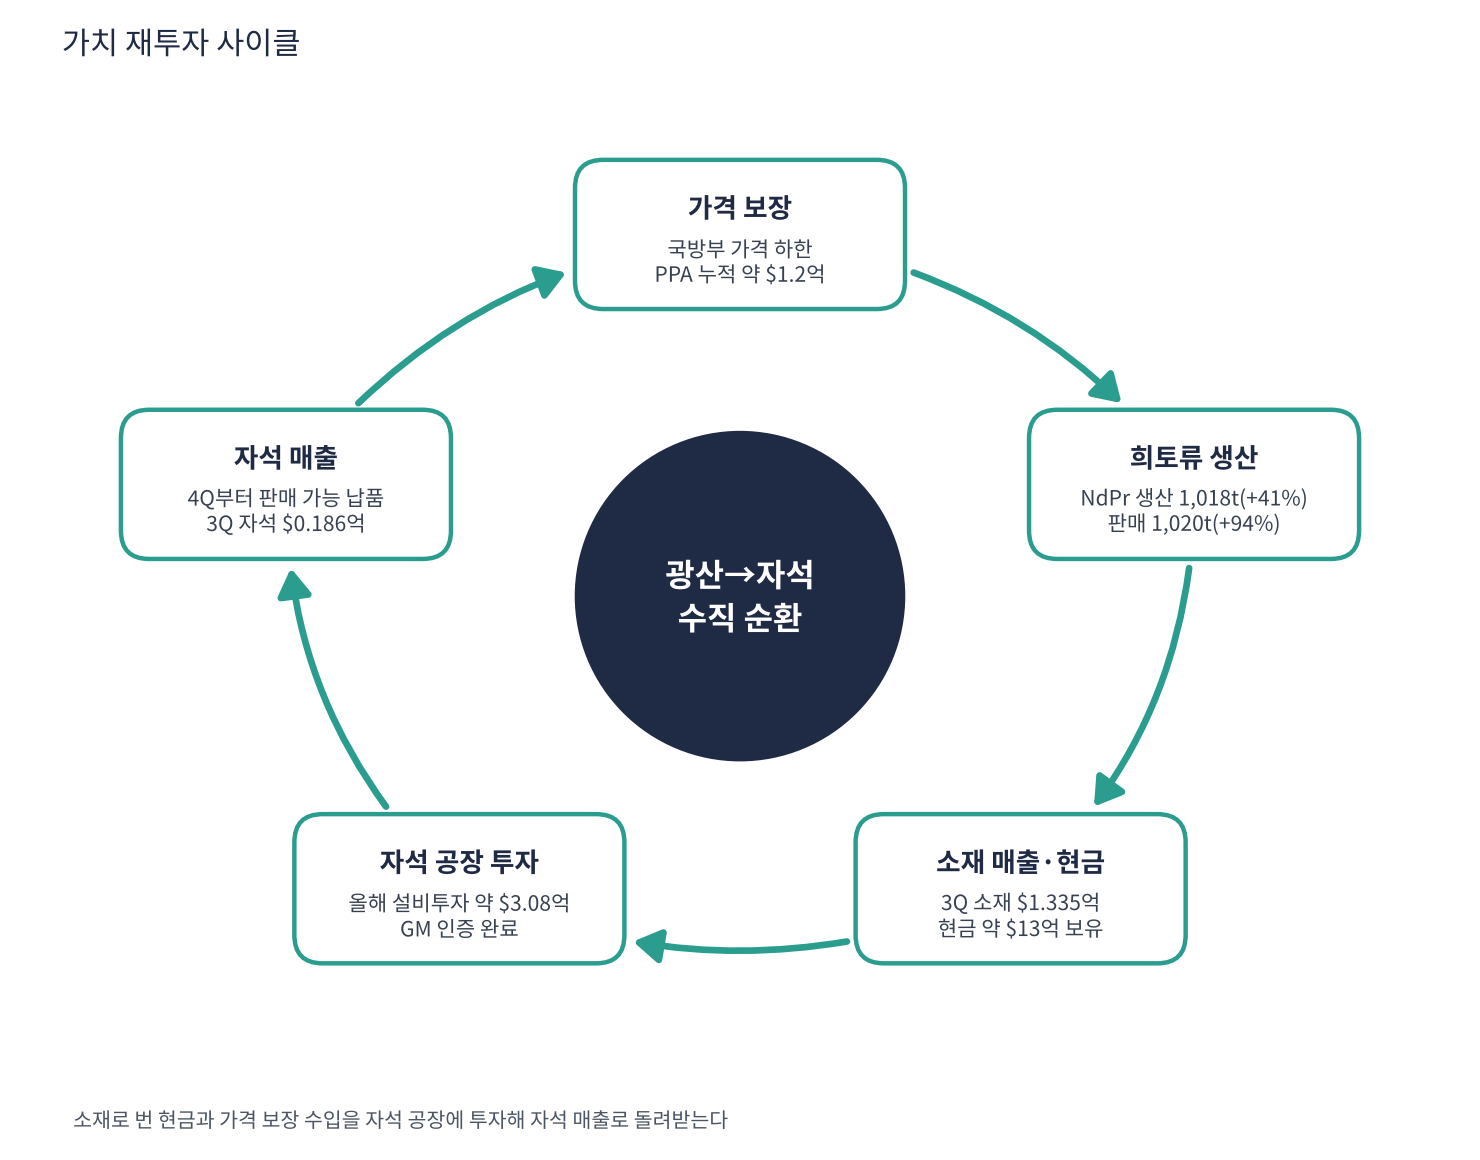 가치 재투자 사이클
가격 보장
국방부 가격 하한
PPA 누적 약 $1.2억
희토류 생산
NdPr 생산 1,018t(+41%)
판매 1,020t(+94%)
소재 매출·현금
3Q 소재 $1.335억
현금 약 $13억 보유
자석 공장 투자
올해 설비투자 약 $3.08억
GM 인증 완료
자석 매출
4Q부터 판매 가능 납품
3Q 자석 $0.186억
광산→자석
수직 순환
소재로 번 현금과 가격 보장 수입을 자석 공장에 투자해 자석 매출로 돌려받는다